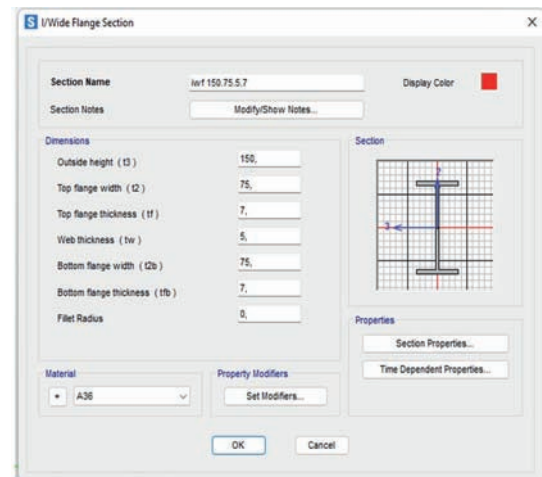 S I/Wide Flange Section
Section Name iwf 150.75.5.7 Display Color
Section Notes Modify/Show Notes...
Dimensions
Outside height ( t3 ) 150,
Top flange width ( t2 ) 75,
Top flange thickness ( tf ) 7,
Web thickness ( tw ) 5,
Bottom flange width ( t2b ) 75,
Bottom flange thickness ( tfb ) 7,
Fillet Radius 0,
Section
2
3
Properties
Section Properties...
Time Dependent Properties...
Material
+ A36
Property Modifiers
Set Modifiers...
OK Cancel